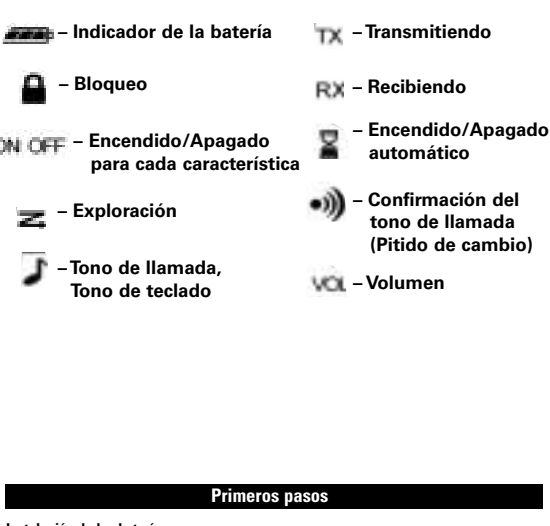 – Indicador de la batería
– Bloqueo
ON OFF – Encendido/Apagado
para cada característica
– Exploración
– Tono de llamada,
Tono de teclado
TX – Transmitiendo
RX – Recibiendo
– Encendido/Apagado
automático
– Confirmación del
tono de llamada
(Pitido de cambio)
VOL – Volumen
Primeros pasos